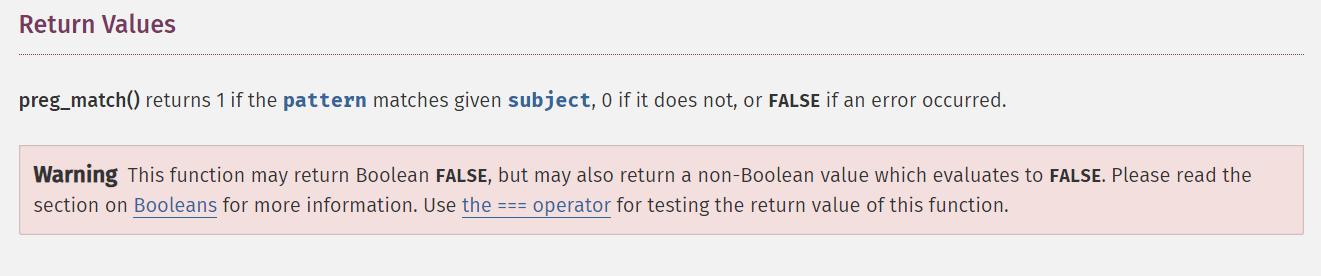 Return Values
preg_match() returns 1 if the pattern matches given subject, 0 if it does not, or FALSE if an error occurred.
Warning This function may return Boolean FALSE, but may also return a non-Boolean value which evaluates to FALSE. Please read the
section on Booleans for more information. Use the === operator for testing the return value of this function.